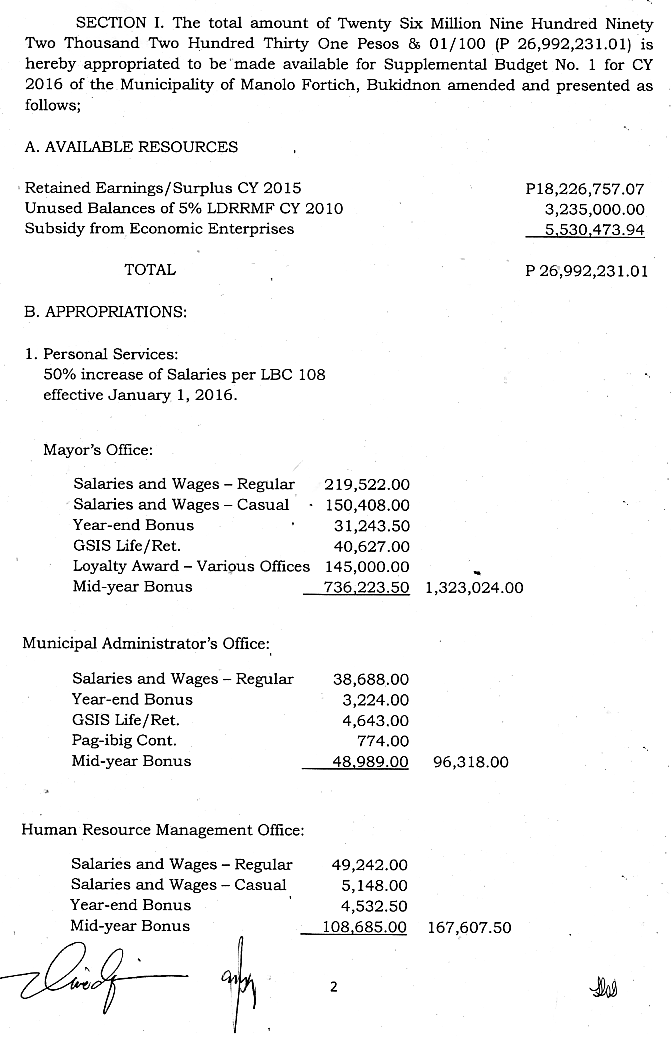 SECTION I. The total amount of Twenty Six Million Nine Hundred Ninety
Two Thousand Two Hundred Thirty One Pesos & 01/100 (P 26,992,231.01) is
hereby appropriated to be made available for Supplemental Budget No. 1 for CY
2016 of the Municipality of Manolo Fortich, Bukidnon amended and presented as
follows;
A. AVAILABLE RESOURCES
Retained Earnings/Surplus CY 2015 P18,226,757.07
Unused Balances of 5% LDRRMF CY 2010 3,235,000.00
Subsidy from Economic Enterprises 5,530,473.94
TOTAL P 26,992,231.01
B. APPROPRIATIONS:
1. Personal Services:
50% increase of Salaries per LBC 108
effective January 1, 2016.
Mayor's Office:
Salaries and Wages – Regular 219,522.00
Salaries and Wages – Casual 150,408.00
Year-end Bonus 31,243.50
GSIS Life/Ret. 40,627.00
Loyalty Award – Various Offices 145,000.00
Mid-year Bonus 736,223.50 1,323,024.00
Municipal Administrator's Office:
Salaries and Wages – Regular 38,688.00
Year-end Bonus 3,224.00
GSIS Life/Ret. 4,643.00
Pag-ibig Cont. 774.00
Mid-year Bonus 48,989.00 96,318.00
Human Resource Management Office:
Salaries and Wages – Regular 49,242.00
Salaries and Wages – Casual 5,148.00
Year-end Bonus 4,532.50
Mid-year Bonus 108,685.00 167,607.50
2